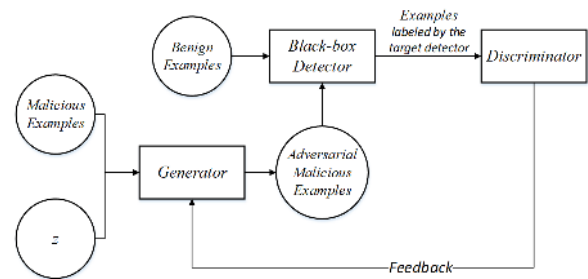 Examples
labeled by the
target detector
Benign
Examples
Black-box
Detector
Discriminator
Malicious
Examples
Generator
Adversarial
Malicious
Examples
z
Feedback